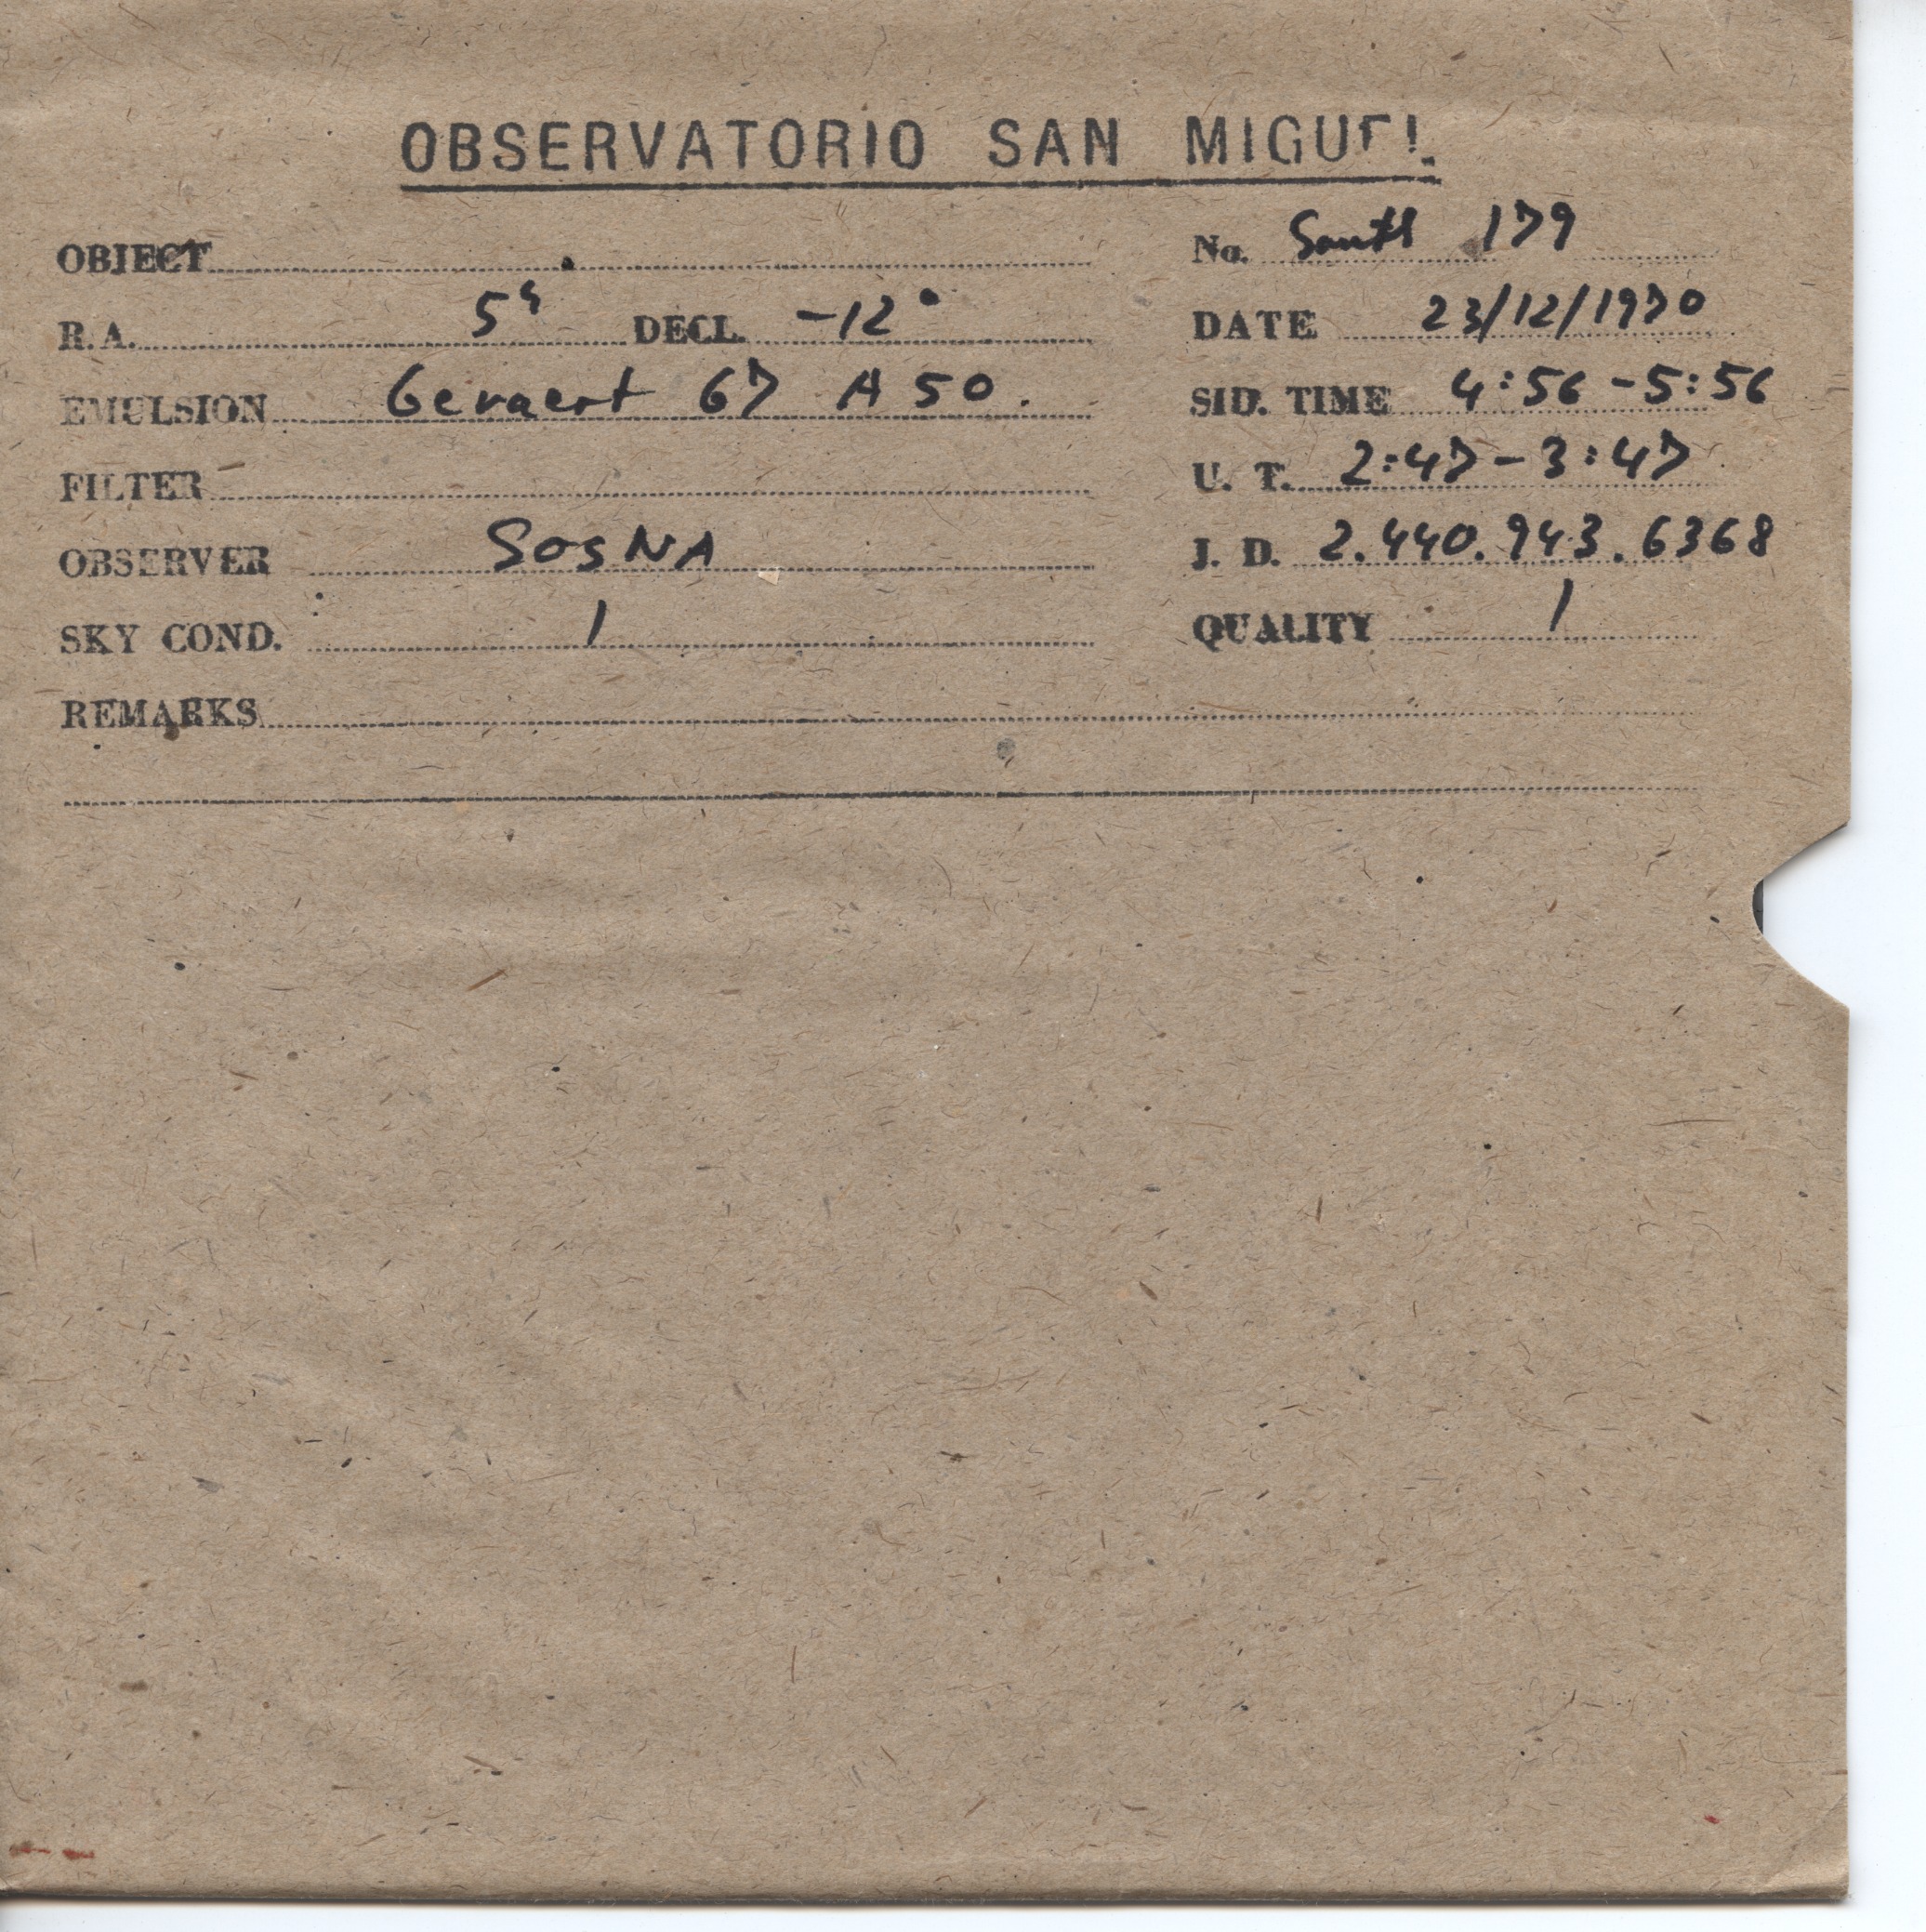 OBSERVATORIO SAN MIGUEL
OBJECT No. South 179
R.A. 5h DECL. -12° DATE 23/12/1970
EMULSION Gevaert 67 A 50. SID. TIME 4:56-5:56
FILTER U. T. 2:47-3:47
OBSERVER SOSNA J. D. 2.440.943.6368
SKY COND. 1 QUALITY 1
REMARKS